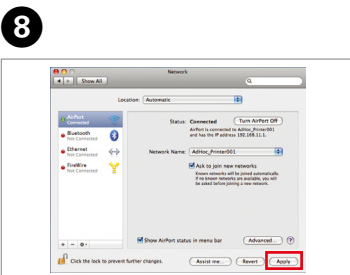 8
Network
Show All
Location: Automatic
AirPort
Connected
Bluetooth
Not Connected
Ethernet
Not Connected
FireWire
Not Connected
Status: Connected
Turn AirPort Off
AirPort is connected to AdHoc_Printer001
and has the IP address 192.168.11.1.
Network Name: AdHoc_Printer001
Ask to join new networks
Known networks will be joined automatically.
If no known networks are available, you will
be asked before joining a new network.
Show AirPort status in menu bar
Advanced...
?
Click the lock to prevent further changes.
Assist me...
Revert
Apply